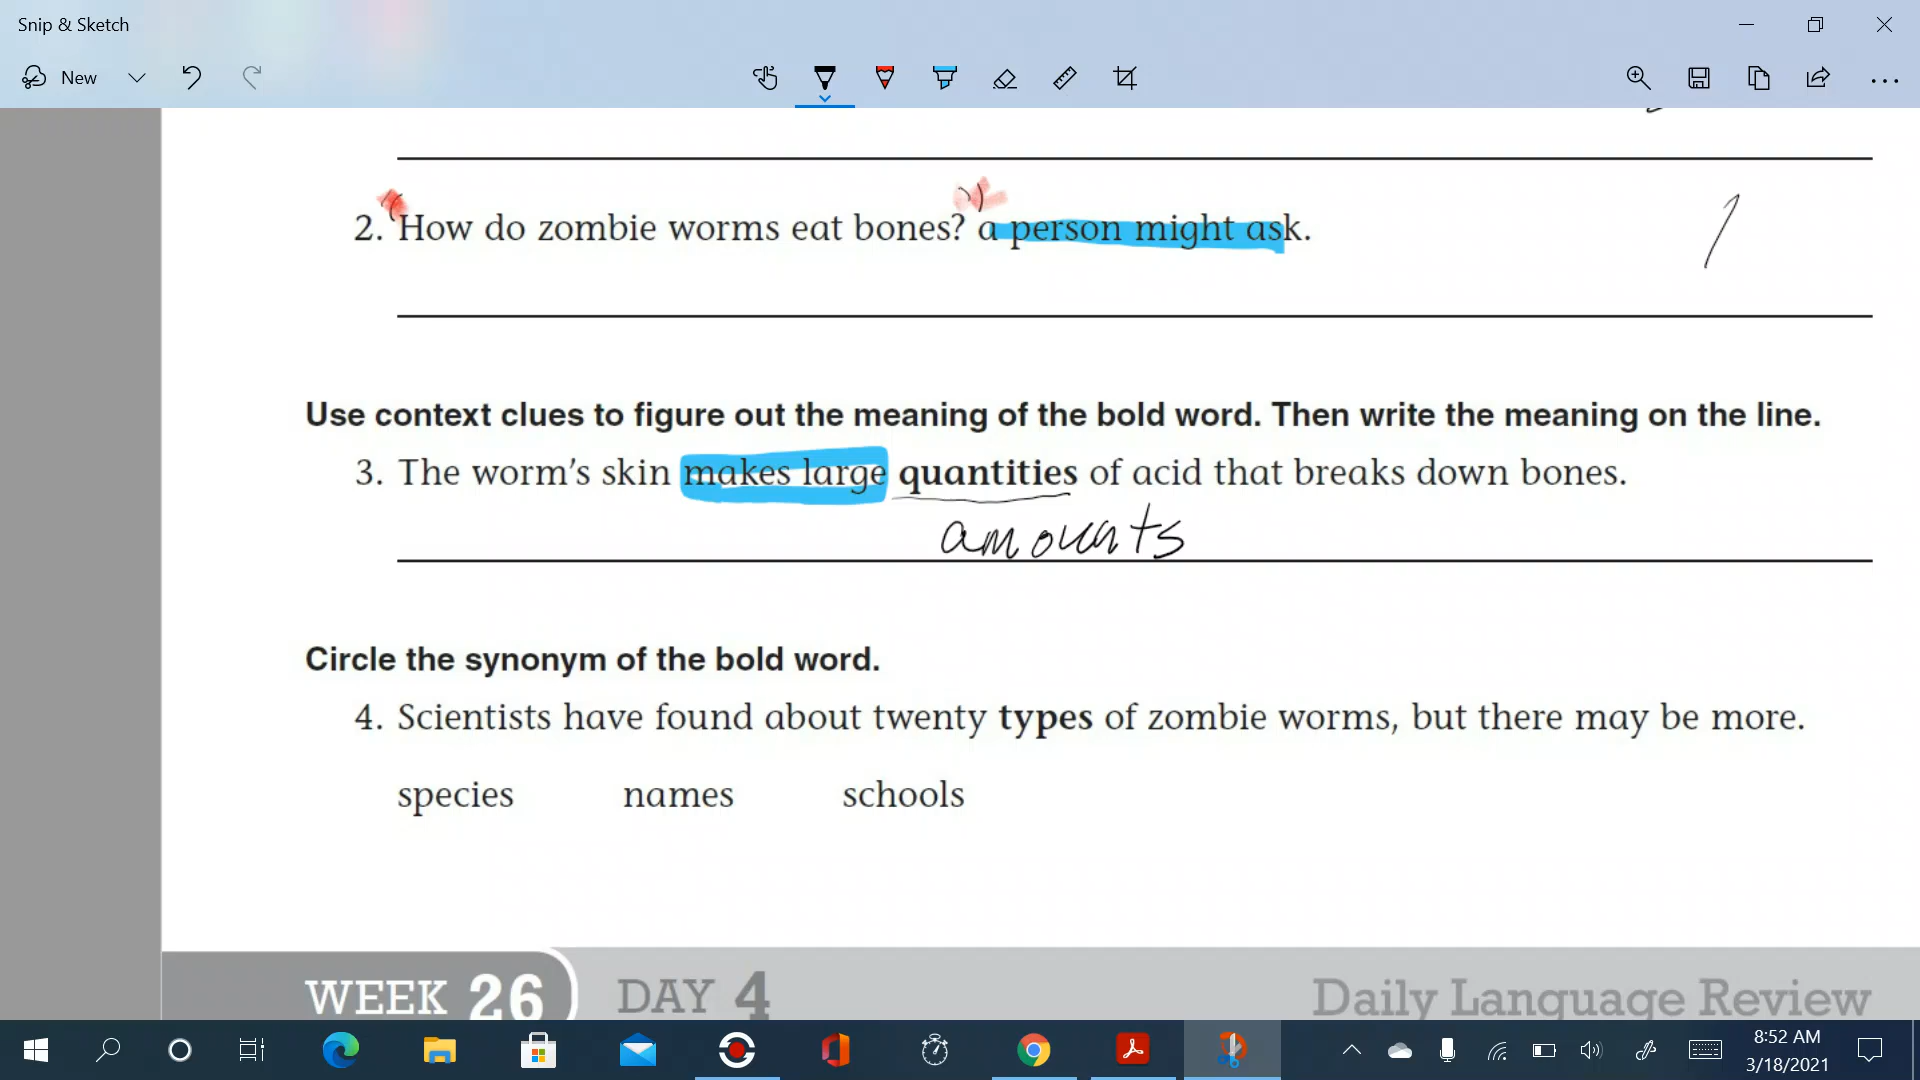 Snip & Sketch
New
2. "How do zombie worms eat bones?" a person might ask.
Use context clues to figure out the meaning of the bold word. Then write the meaning on the line.
3. The worm's skin makes large quantities of acid that breaks down bones.
amounts
Circle the synonym of the bold word.
4. Scientists have found about twenty types of zombie worms, but there may be more.
species names schools
WEEK 26 DAY 4 Daily Language Review
8:52 AM
3/18/2021